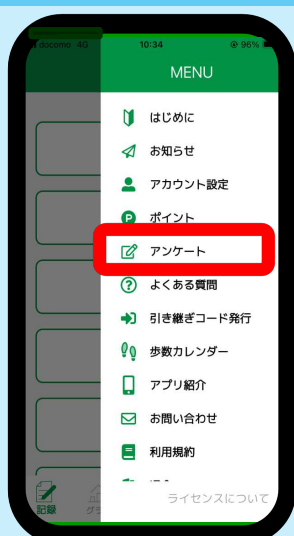 docomo 4G 10:34 96%
MENU
はじめに
お知らせ
アカウント設定
ポイント
アンケート
よくある質問
引き継ぎコード発行
歩数カレンダー
アプリ紹介
お問い合わせ
利用規約
ライセンスについて
記録 グラ